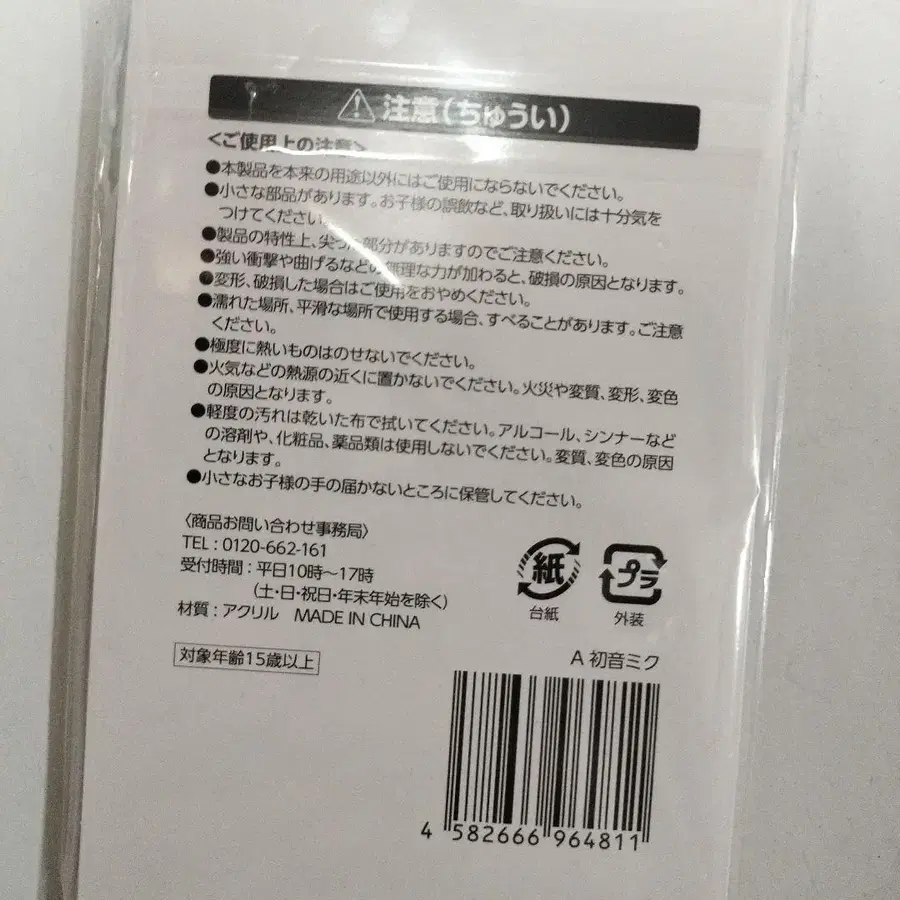 注意(ちゅうい)
<ご使用上の注意>
●本製品を本来の用途以外にはご使用にならないでください。
●小さな部品があります。お子様の誤飲など、取り扱いには十分気を
つけてください。
●製品の特性上、尖った部分がありますのでご注意ください。
●強い衝撃や曲げるなどの無理な力が加わると、破損の原因となります。
●変形、破損した場合はご使用をおやめください。
●濡れた場所、平滑な場所で使用する場合、すべることがあります。ご注意
ください。
●極度に熱いものはのせないでください。
●火気などの熱源の近くに置かないでください。火災や変質、変形、変色
の原因となります。
●軽度の汚れは乾いた布で拭いてください。アルコール、シンナーなど
の溶剤や、化粧品、薬品類は使用しないでください。変質、変色の原因
となります。
●小さなお子様の手の届かないところに保管してください。
〈商品お問い合わせ事務局〉
TEL:0120-662-161
受付時間:平日10時〜17時
(土・日・祝日・年末年始を除く)
材質:アクリル MADE IN CHINA
紙
台紙
プラ
外装
対象年齢15歳以上
A 初音ミク
4 582666 964811